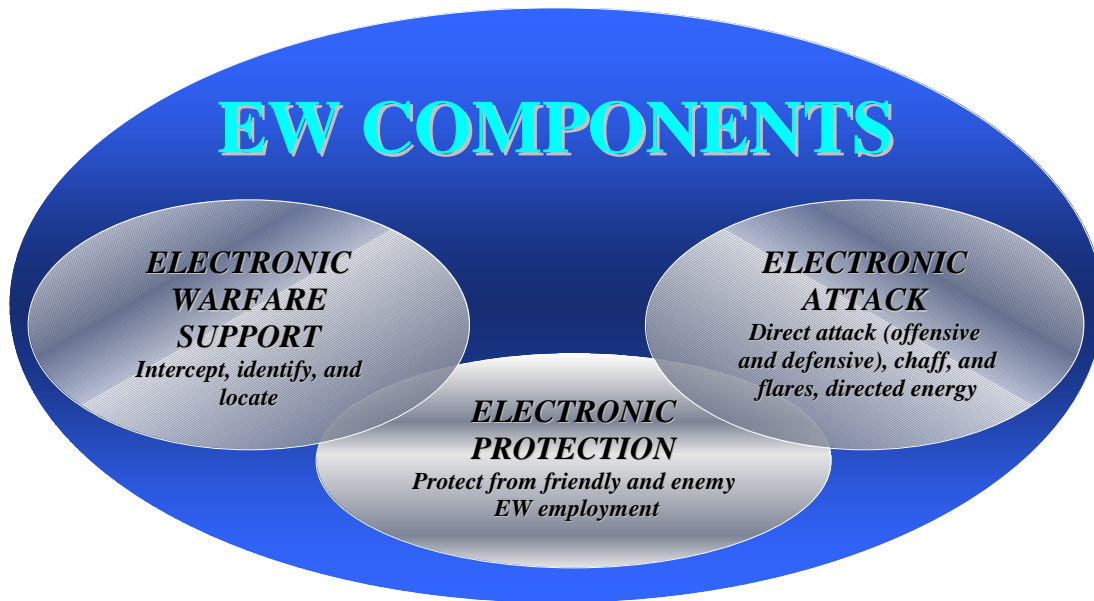 EW COMPONENTS
ELECTRONIC
WARFARE
SUPPORT
Intercept, identify, and
locate
ELECTRONIC
ATTACK
Direct attack (offensive
and defensive), chaff, and
flares, directed energy
ELECTRONIC
PROTECTION
Protect from friendly and enemy
EW employment